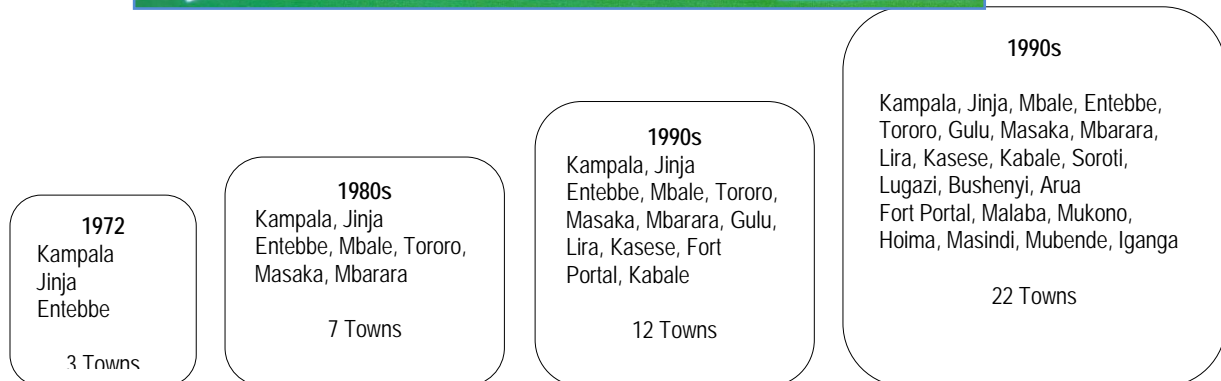 1972
Kampala
Jinja
Entebbe
3 Towns
1980s
Kampala, Jinja
Entebbe, Mbale, Tororo,
Masaka, Mbarara
7 Towns
1990s
Kampala, Jinja
Entebbe, Mbale, Tororo,
Masaka, Mbarara, Gulu,
Lira, Kasese, Fort
Portal, Kabale
12 Towns
1990s
Kampala, Jinja, Mbale, Entebbe,
Tororo, Gulu, Masaka, Mbarara,
Lira, Kasese, Kabale, Soroti,
Lugazi, Bushenyi, Arua
Fort Portal, Malaba, Mukono,
Hoima, Masindi, Mubende, Iganga
22 Towns